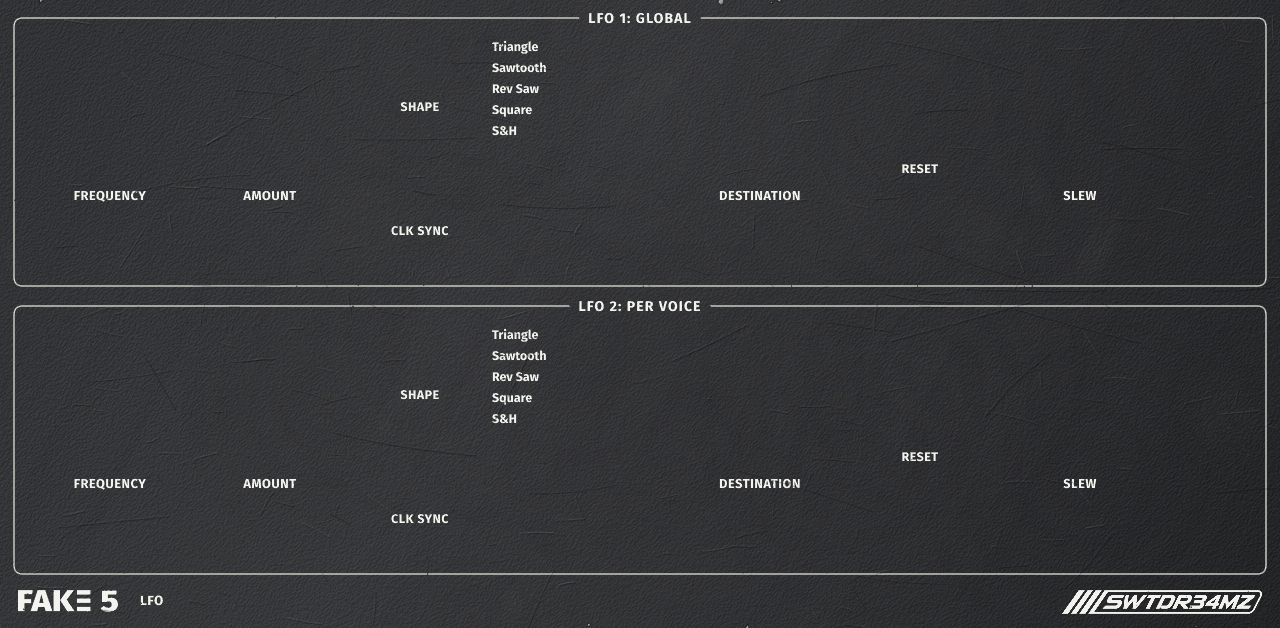 LFO 1: GLOBAL
Triangle
Sawtooth
Rev Saw
SHAPE
Square
S&H
RESET
FREQUENCY
AMOUNT
DESTINATION
SLEW
CLK SYNC
LFO 2: PER VOICE
Triangle
Sawtooth
Rev Saw
SHAPE
Square
S&H
RESET
FREQUENCY
AMOUNT
DESTINATION
SLEW
CLK SYNC
FAKE 5
LFO
SWTDR34MZ